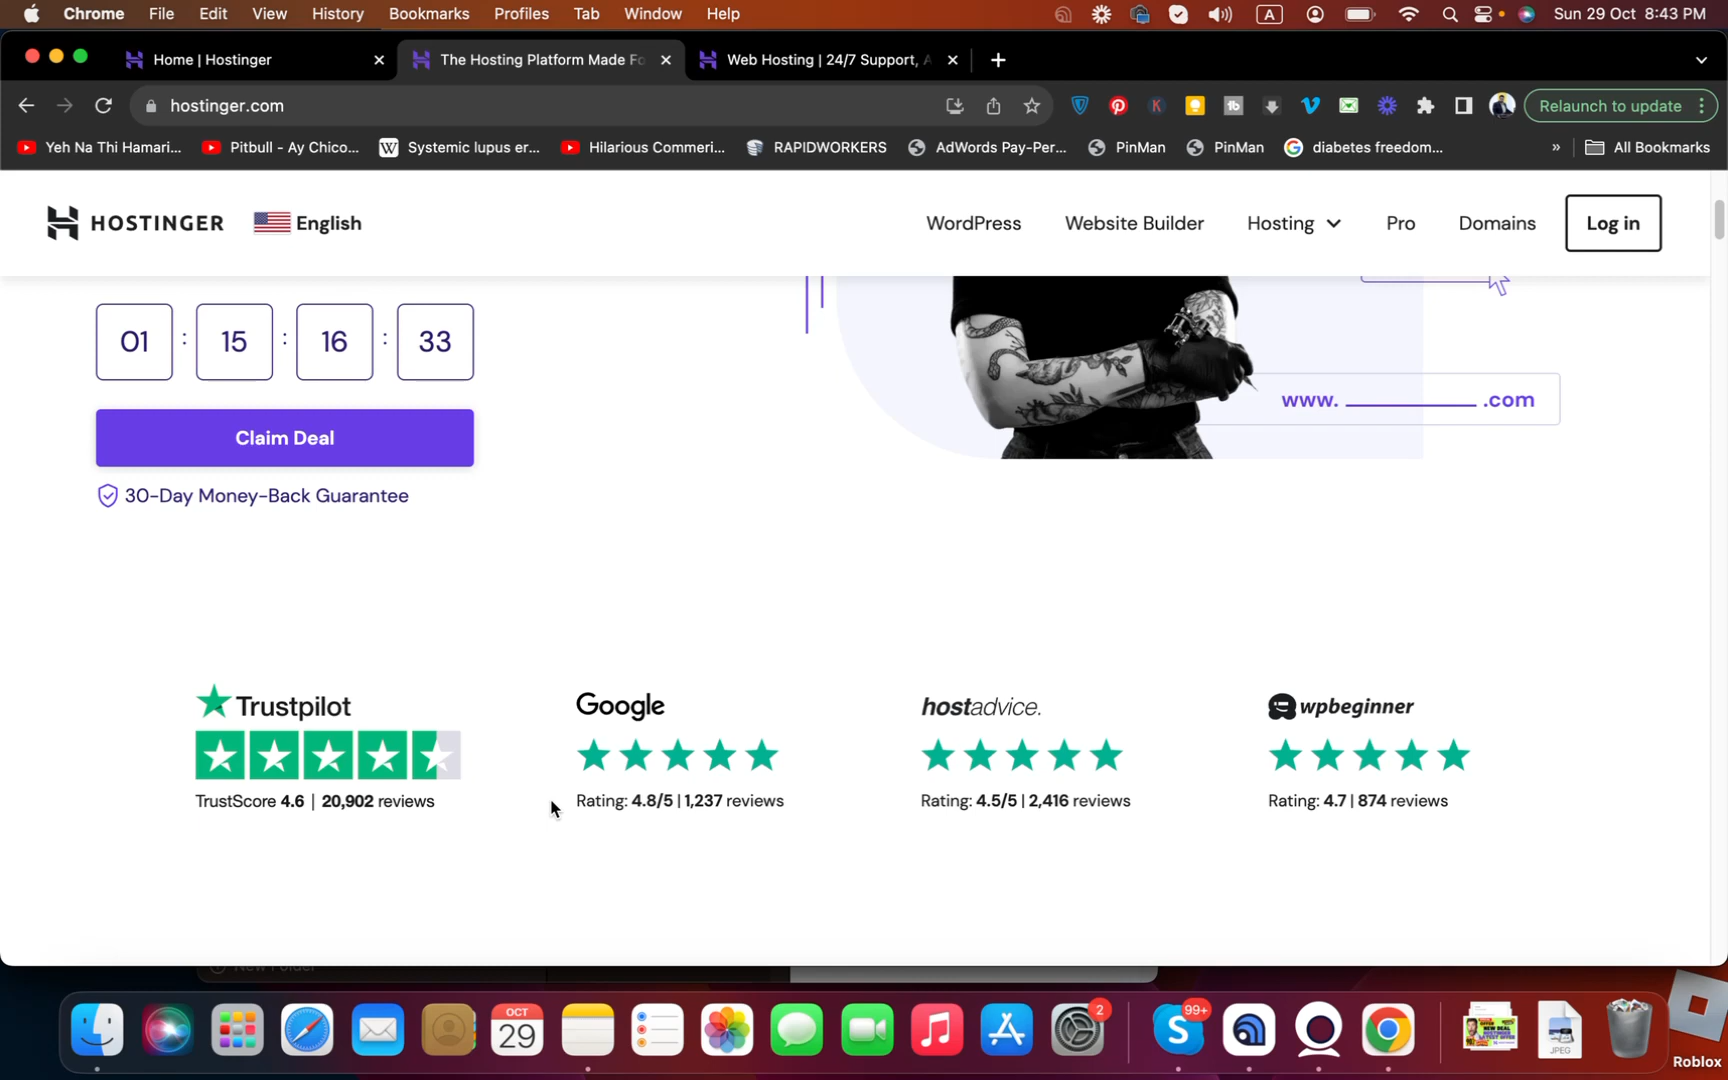 Chrome File Edit View History Bookmarks Profiles Tab Window Help A Sun 29 Oct 8:43 PM
Home | Hostinger The Hosting Platform Made Fo Web Hosting | 24/7 Support, A
hostinger.com Relaunch to update
Yeh Na Thi Hamari... Pitbull - Ay Chico... Systemic lupus er... Hilarious Commeri... RAPIDWORKERS AdWords Pay-Per... PinMan PinMan diabetes freedom... » All Bookmarks
HOSTINGER English WordPress Website Builder Hosting Pro Domains Log in
01 : 15 : 16 : 33
www. ________ .com
Claim Deal
30-Day Money-Back Guarantee
Trustpilot Google hostadvice. wpbeginner
TrustScore 4.6 | 20,902 reviews Rating: 4.8/5 | 1,237 reviews Rating: 4.5/5 | 2,416 reviews Rating: 4.7 | 874 reviews
New Folder
OCT
29
2
99+
JPEG
Roblox